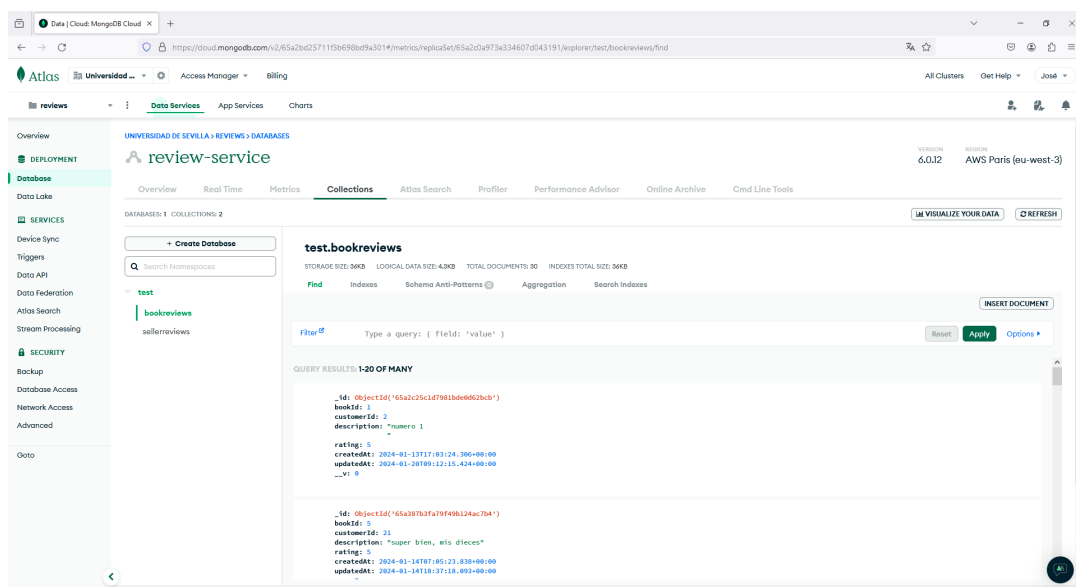 Data | Cloud: MongoDB Cloud
https://cloud.mongodb.com/v2/65a2bd25711f3b698bd9a301#/metrics/replicaSet/65a2c0a973e334607d043191/explorer/test/bookreviews/find
Atlas
Universidad ...
Access Manager
Billing
All Clusters
Get Help
José
reviews
Data Services
App Services
Charts
Overview
DEPLOYMENT
Database
Data Lake
SERVICES
Device Sync
Triggers
Data API
Data Federation
Atlas Search
Stream Processing
SECURITY
Backup
Database Access
Network Access
Advanced
Goto
UNIVERSIDAD DE SEVILLA > REVIEWS > DATABASES
review-service
VERSION
6.0.12
REGION
AWS Paris (eu-west-3)
Overview
Real Time
Metrics
Collections
Atlas Search
Profiler
Performance Advisor
Online Archive
Cmd Line Tools
DATABASES: 1 COLLECTIONS: 2
VISUALIZE YOUR DATA
REFRESH
+ Create Database
Search Namespaces
test
bookreviews
sellerreviews
test.bookreviews
STORAGE SIZE: 36KB LOGICAL DATA SIZE: 4.3KB TOTAL DOCUMENTS: 30 INDEXES TOTAL SIZE: 36KB
Find
Indexes
Schema Anti-Patterns 0
Aggregation
Search Indexes
INSERT DOCUMENT
Filter
Type a query: { field: 'value' }
Reset
Apply
Options
QUERY RESULTS: 1-20 OF MANY
_id: ObjectId('65a2c25c1d7981bde0d62bcb')
bookId: 1
customerId: 2
description: "numero 1
"
rating: 5
createdAt: 2024-01-13T17:03:24.306+00:00
updatedAt: 2024-01-20T09:12:15.424+00:00
__v: 0
_id: ObjectId('65a387b3fa79f49b124ac7b4')
bookId: 5
customerId: 21
description: "super bien, mis dieces"
rating: 5
createdAt: 2024-01-14T07:05:23.838+00:00
updatedAt: 2024-01-14T18:37:18.093+00:00